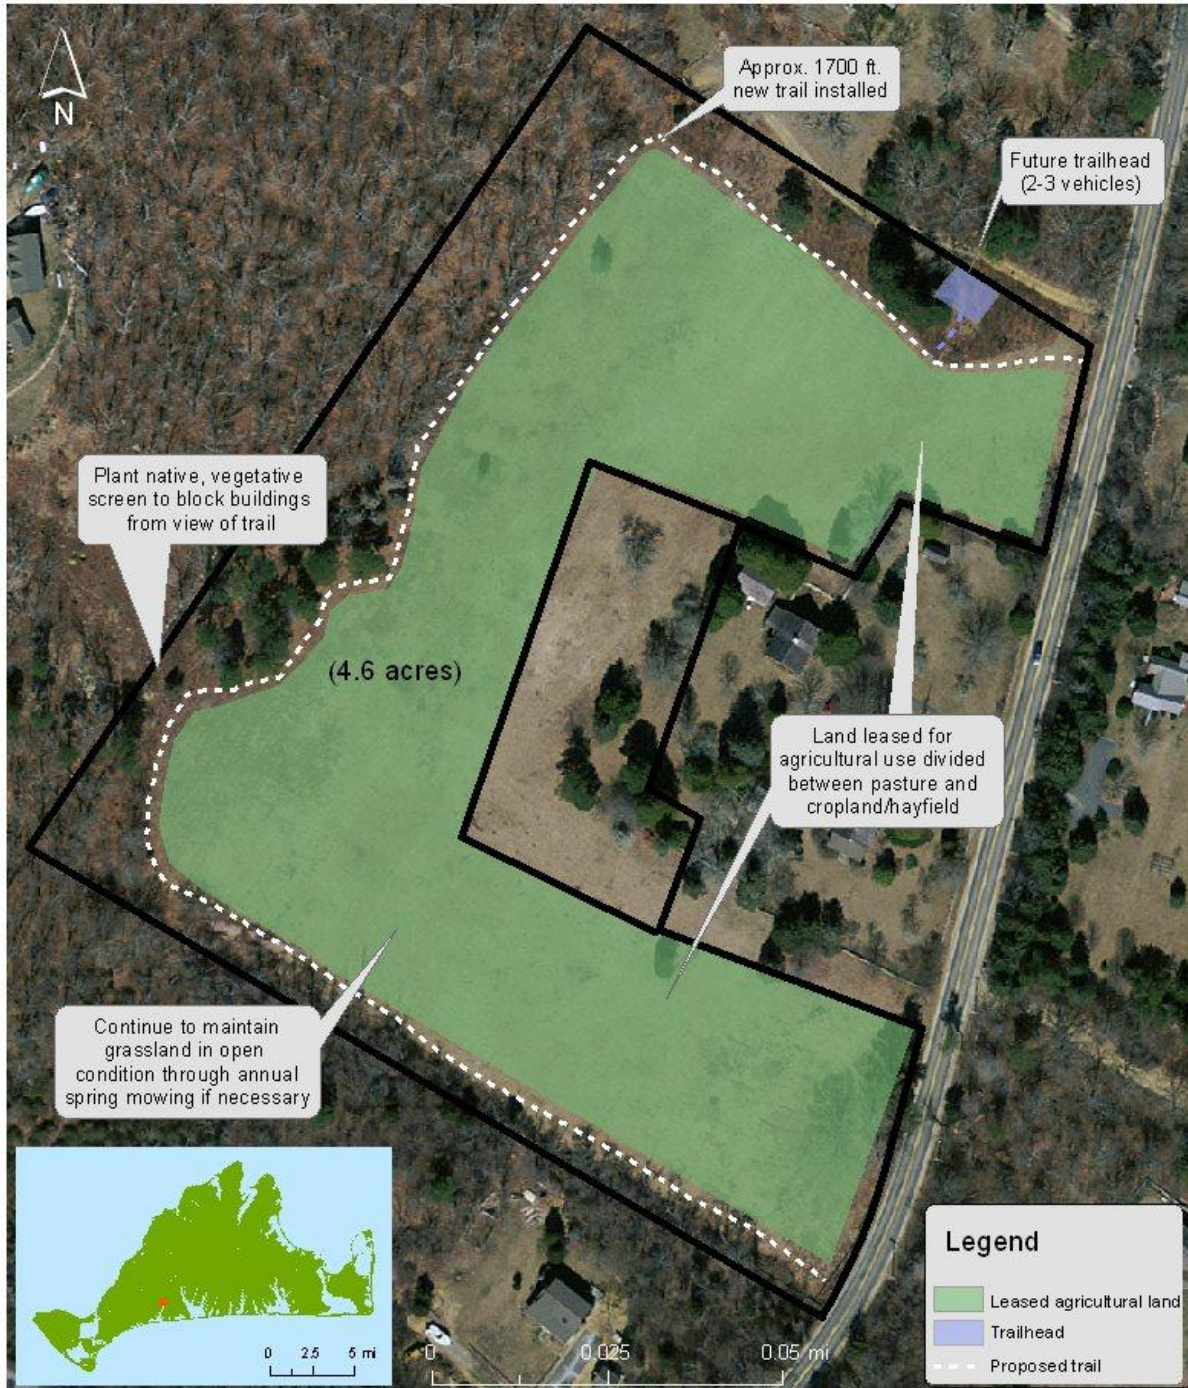 N
Approx. 1700 ft.
new trail installed
Future trailhead
(2-3 vehicles)
Plant native, vegetative
screen to block buildings
from view of trail
(4.6 acres)
Land leased for
agricultural use divided
between pasture and
cropland/hayfield
Continue to maintain
grassland in open
condition through annual
spring mowing if necessary
0 2.5 5 mi
0 0.025 0.05 mi
Legend
Leased agricultural land
Trailhead
Proposed trail